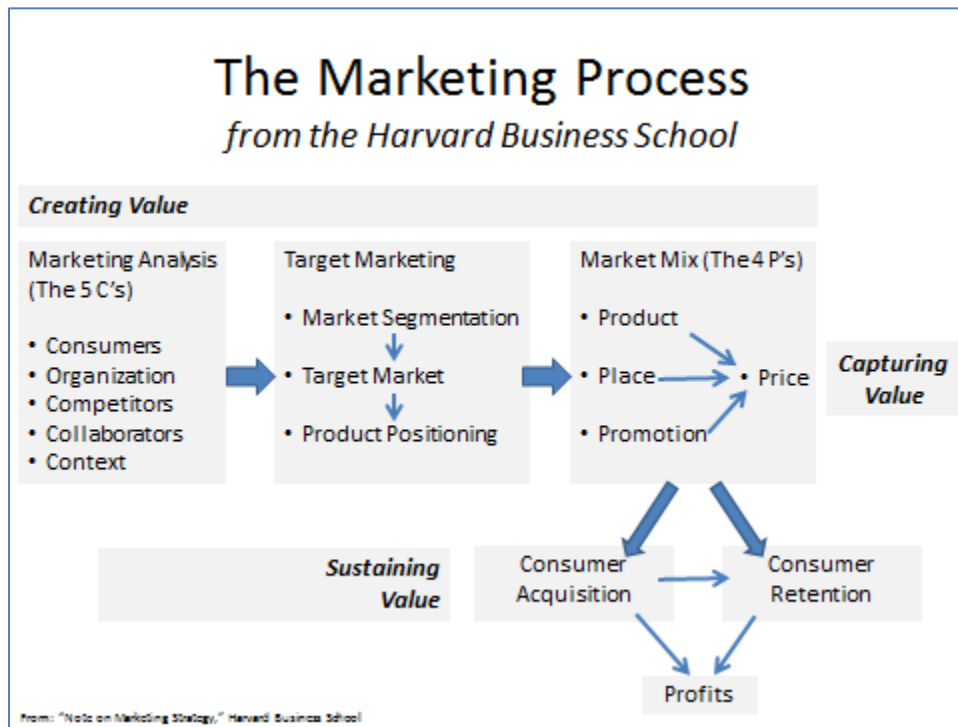 The Marketing Process
from the Harvard Business School
Creating Value
Marketing Analysis
(The 5 C's)
• Consumers
• Organization
• Competitors
• Collaborators
• Context
Target Marketing
• Market Segmentation
• Target Market
• Product Positioning
Market Mix (The 4 P's)
• Product
• Place
• Price
• Promotion
Capturing
Value
Sustaining
Value
Consumer
Acquisition
Consumer
Retention
Profits
From: "Note on Marketing Strategy," Harvard Business School